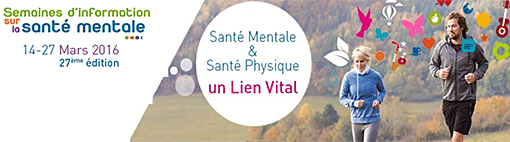 Semaines d'information
sur
la santé mentale
14-27 Mars 2016
27ème édition
Santé Mentale
&
Santé Physique
un Lien Vital